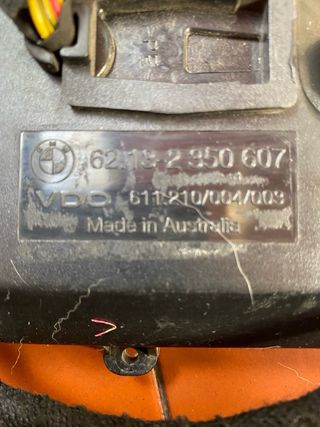 62.13-2 350 607
VDO 611.210/004/003
Made in Australia